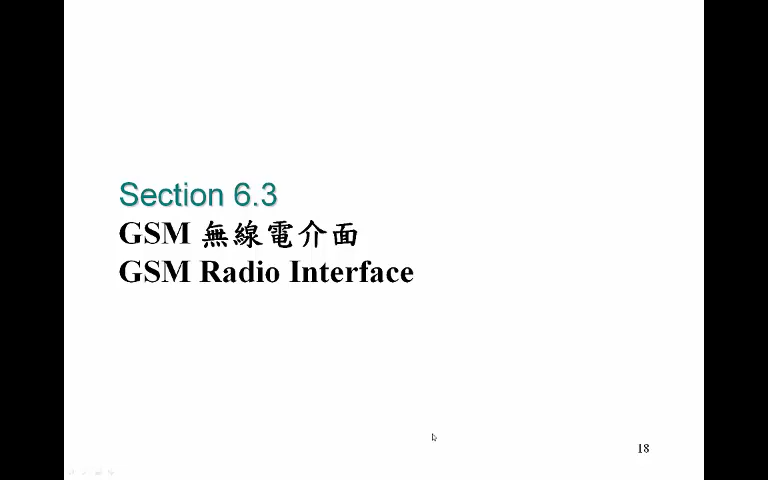 Section 6.3
GSM 無線電介面
GSM Radio Interface
18